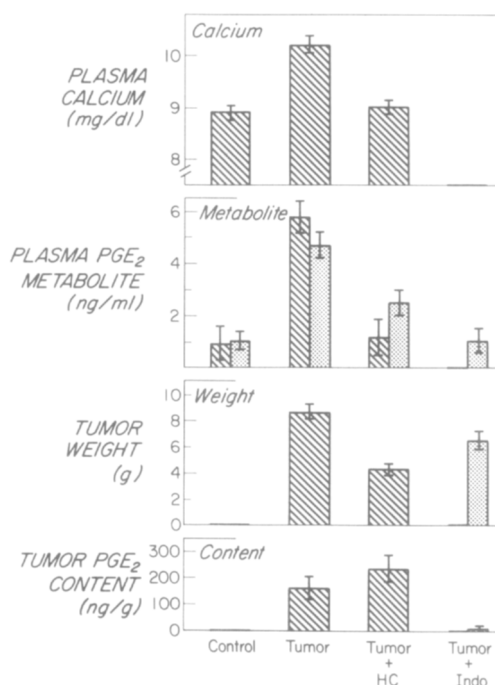 Calcium
PLASMA
CALCIUM
(mg/dl)
10
9
8
Metabolite
PLASMA PGE₂
METABOLITE
(ng/ml)
6
4
2
Weight
TUMOR
WEIGHT
(g)
10
8
6
4
2
0
Content
TUMOR PGE₂
CONTENT
(ng/g)
300
200
100
0
Control
Tumor
Tumor
+
HC
Tumor
+
Indo